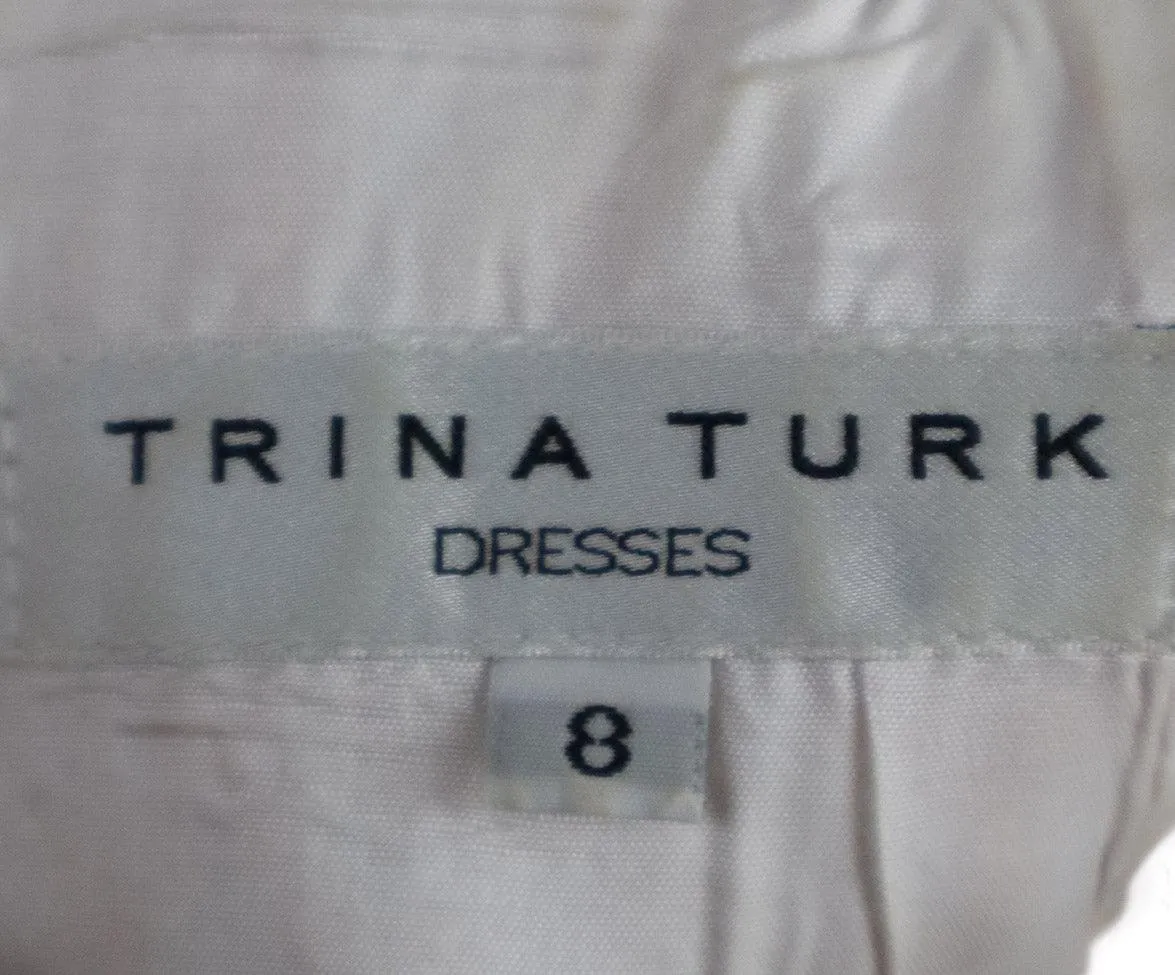 TRINA TURK
DRESSES
8